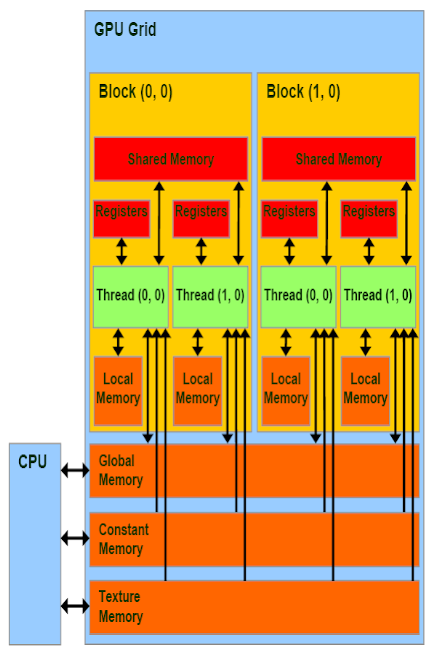 GPU Grid
Block (0, 0)
Block (1, 0)
Shared Memory
Shared Memory
Registers
Registers
Registers
Registers
Thread (0, 0)
Thread (1, 0)
Thread (0, 0)
Thread (1, 0)
Local
Memory
Local
Memory
Local
Memory
Local
Memory
CPU
Global
Memory
Constant
Memory
Texture
Memory